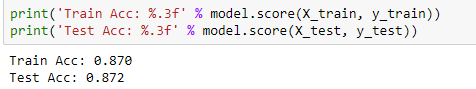 print('Train Acc: %.3f' % model.score(X_train, y_train))
print('Test Acc: %.3f' % model.score(X_test, y_test))
Train Acc: 0.870
Test Acc: 0.872